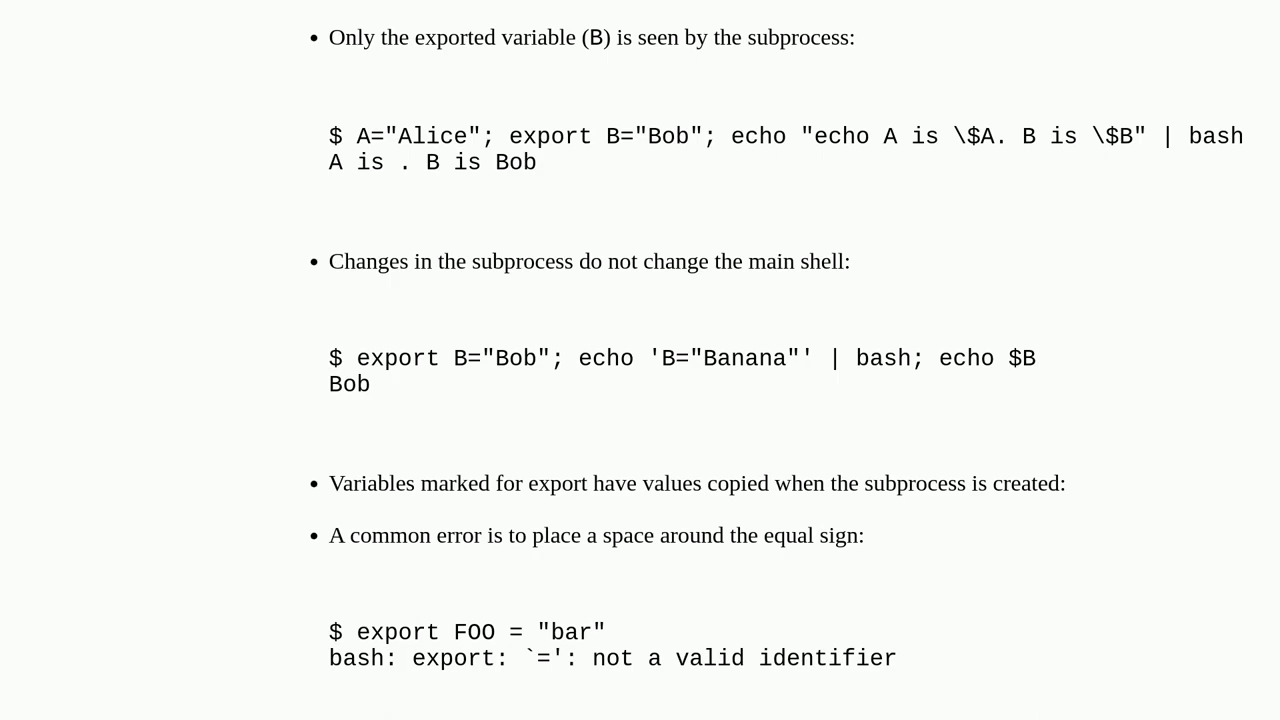 • Only the exported variable (B) is seen by the subprocess:
$ A="Alice"; export B="Bob"; echo "echo A is \$A. B is \$B" | bash
A is . B is Bob
• Changes in the subprocess do not change the main shell:
$ export B="Bob"; echo 'B="Banana"' | bash; echo $B
Bob
• Variables marked for export have values copied when the subprocess is created:
• A common error is to place a space around the equal sign:
$ export FOO = "bar"
bash: export: `=': not a valid identifier